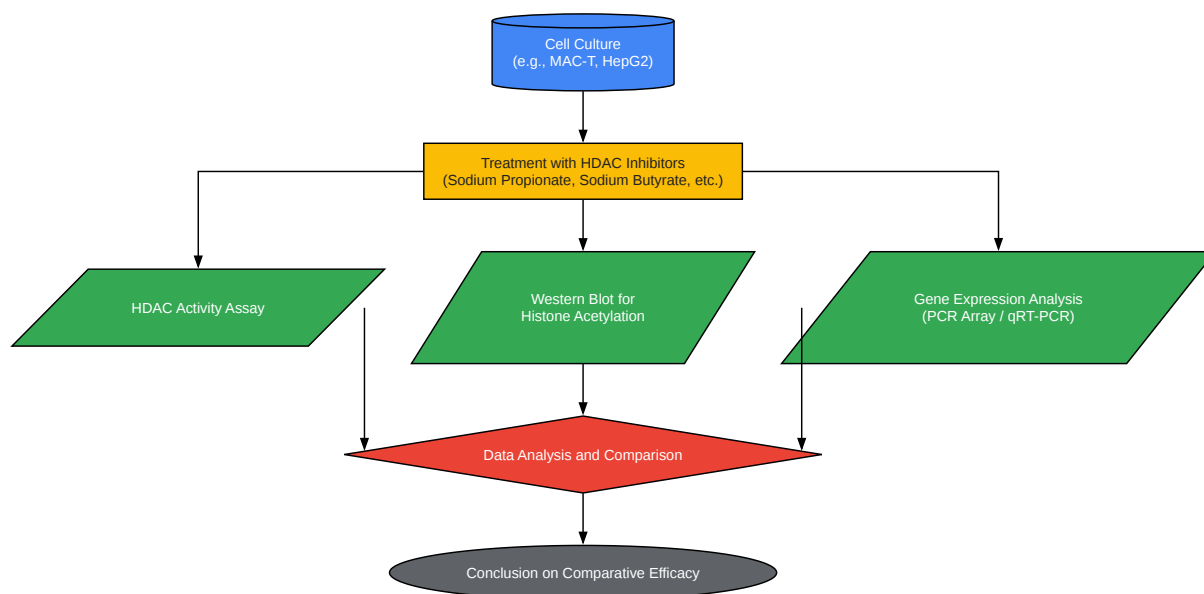 Cell Culture
(e.g., MAC-T, HepG2)
Treatment with HDAC Inhibitors
(Sodium Propionate, Sodium Butyrate, etc.)
HDAC Activity Assay
Western Blot for
Histone Acetylation
Gene Expression Analysis
(PCR Array / qRT-PCR)
Data Analysis and Comparison
Conclusion on Comparative Efficacy